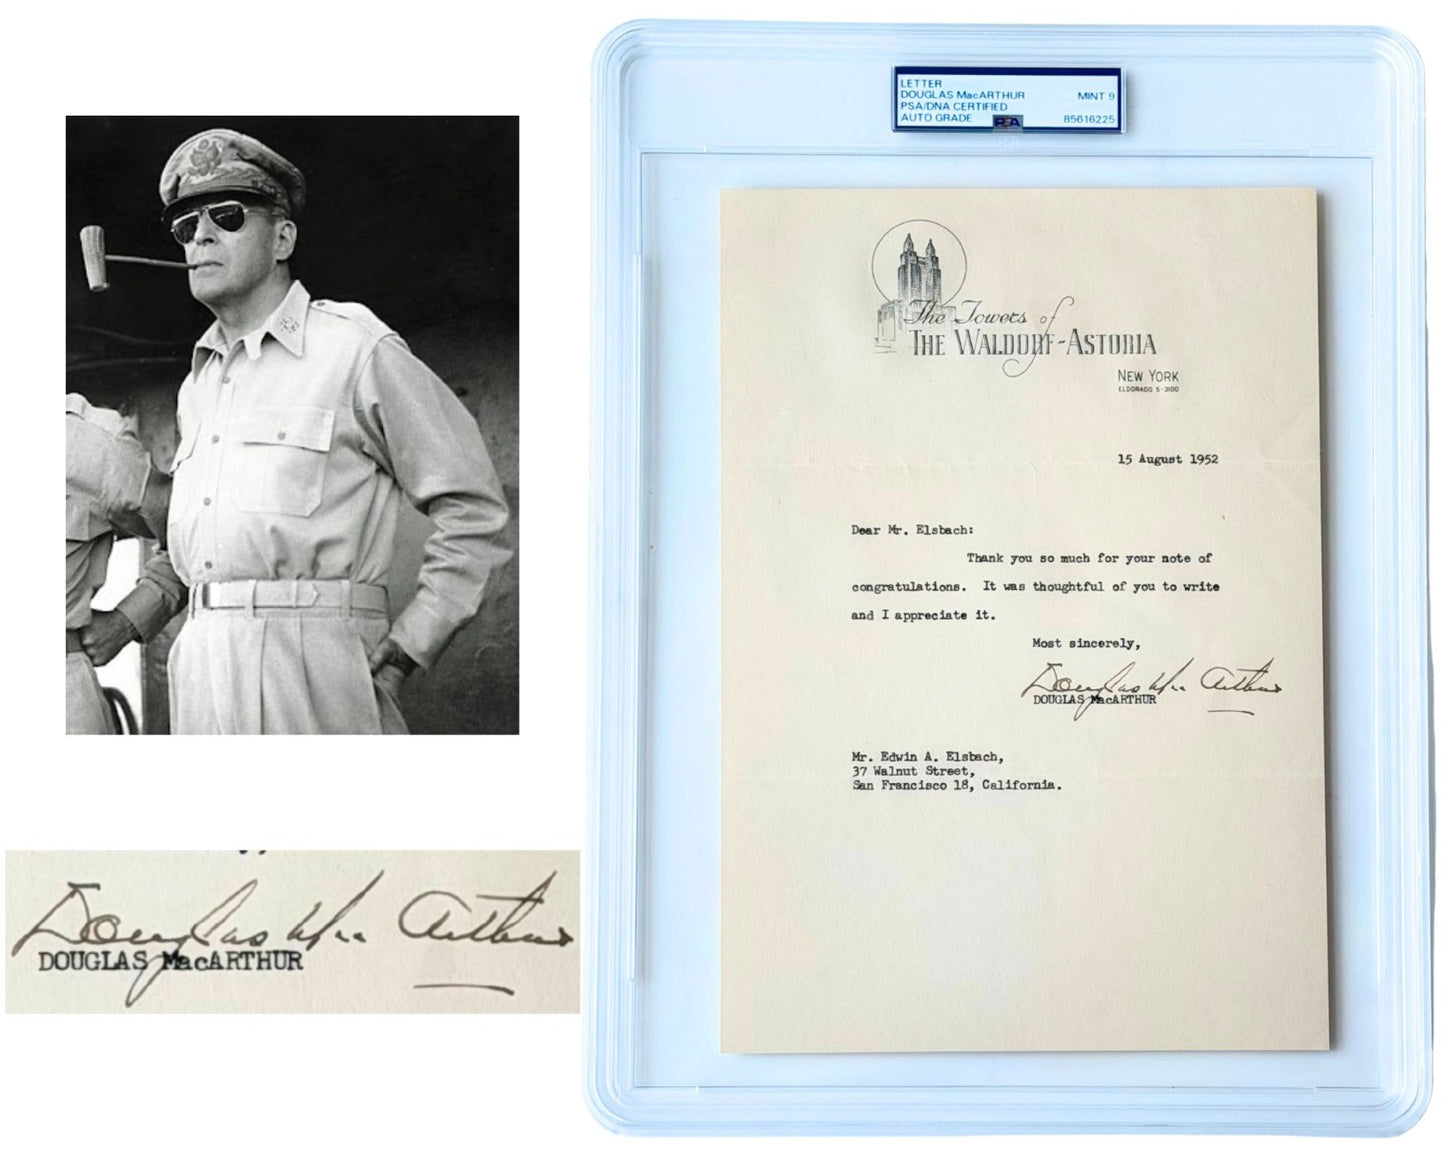 LETTER
DOUGLAS MacARTHUR MINT 9
PSA/DNA CERTIFIED
AUTO GRADE PSA 85616225
The Towers of
THE WALDORF-ASTORIA
NEW YORK
ELDORADO 5-3100
15 August 1952
Dear Mr. Elsbach:
Thank you so much for your note of
congratulations. It was thoughtful of you to write
and I appreciate it.
Most sincerely,
Douglas MacArthur
DOUGLAS MacARTHUR
Mr. Edwin A. Elsbach,
37 Walnut Street,
San Francisco 18, California.
Douglas MacArthur
DOUGLAS MacARTHUR